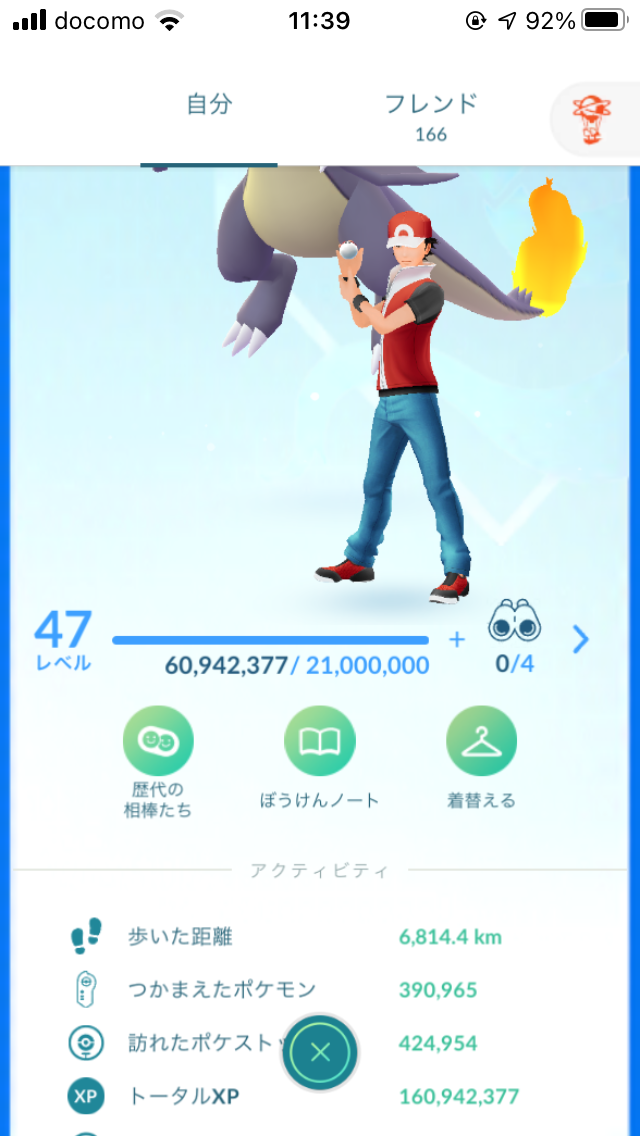 docomo 11:39 92%
自分 フレンド
166
47
レベル
60,942,377/ 21,000,000
+
0/4
歴代の
相棒たち
ぼうけんノート
着替える
アクティビティ
歩いた距離 6,814.4 km
つかまえたポケモン 390,965
訪れたポケスト 424,954
XP トータルXP 160,942,377